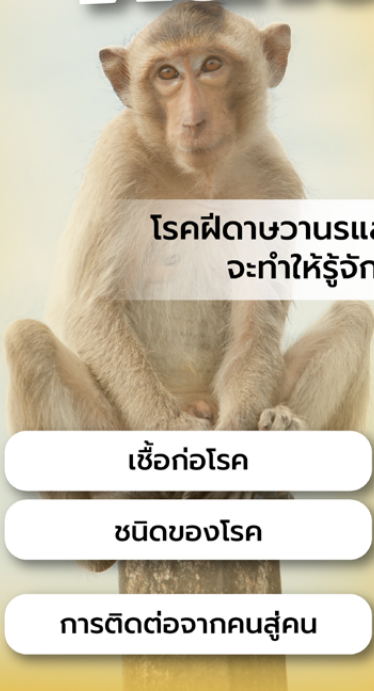 โรคฝีดาษวานรแล
จะทำให้รู้จัก
เชื้อก่อโรค
ชนิดของโรค
การติดต่อจากคนสู่คน